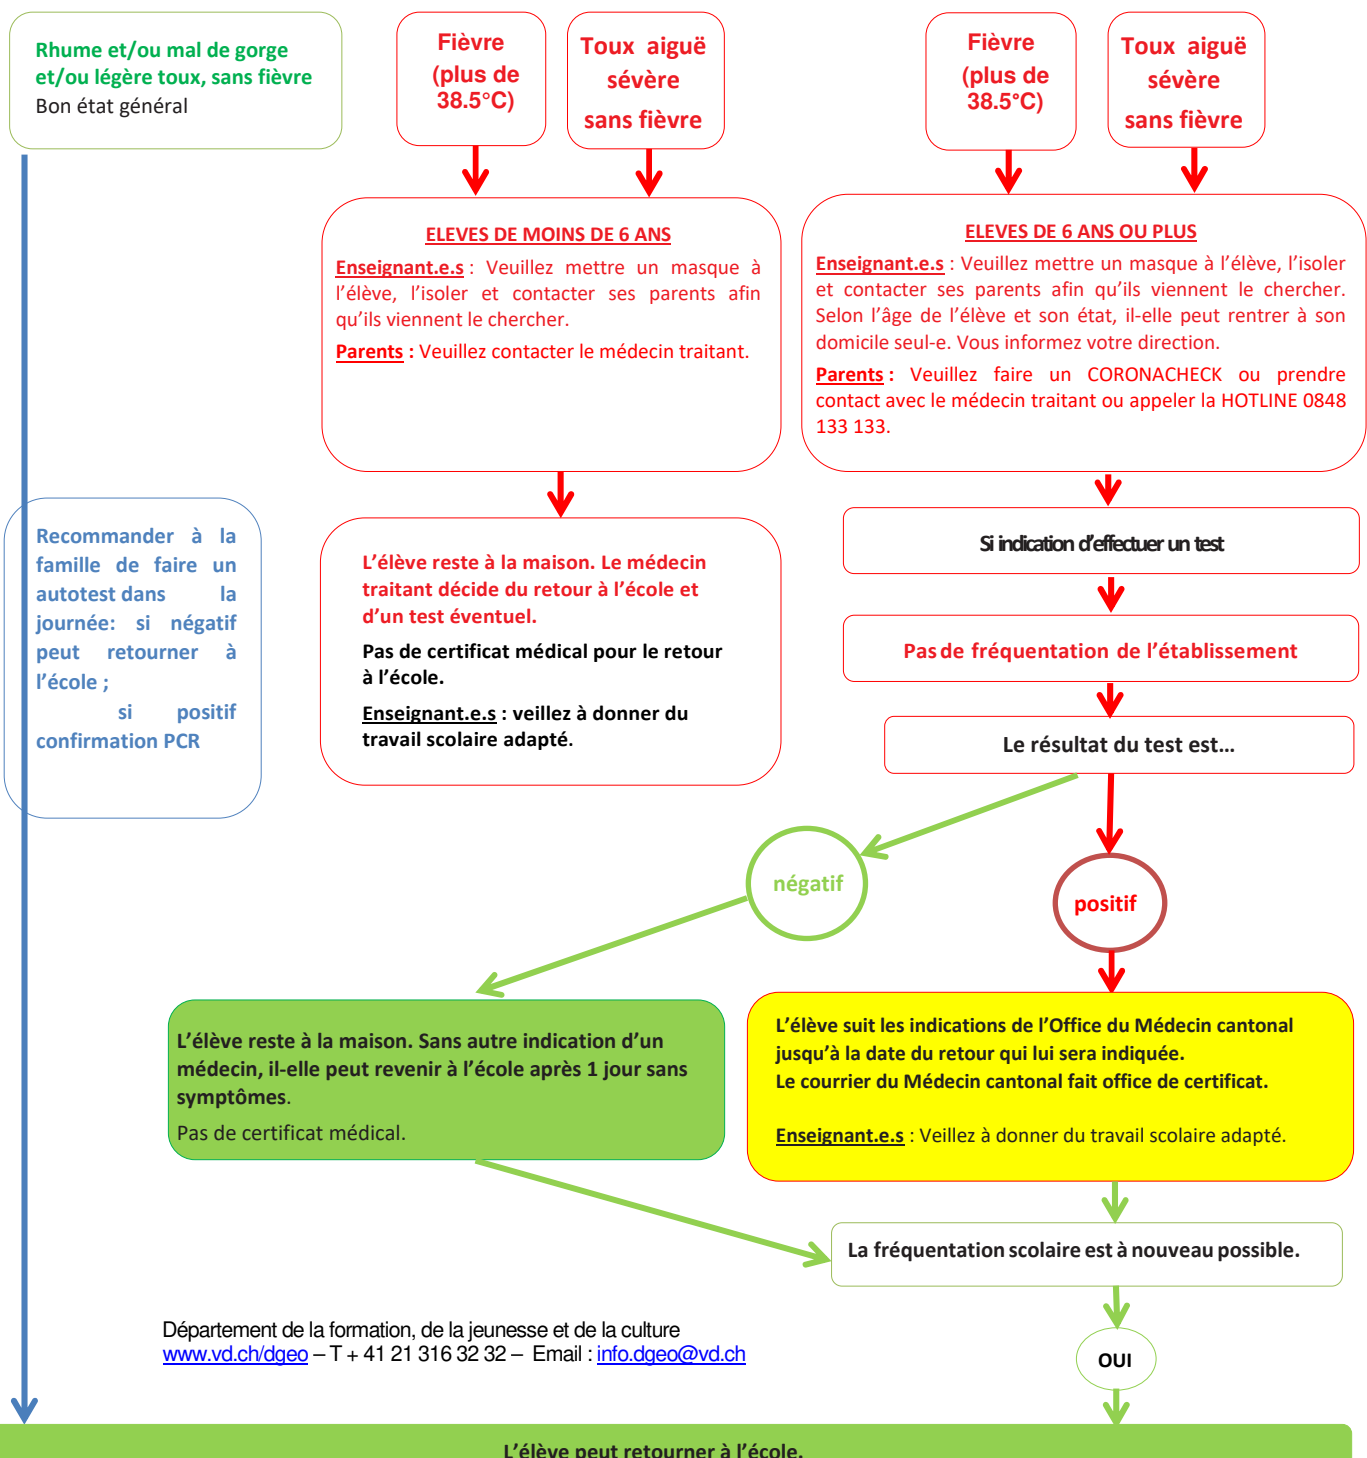 Rhume et/ou mal de gorge
et/ou légère toux, sans fièvre
Bon état général
Fièvre
(plus de
38.5°C)
Toux aiguë
sévère
sans fièvre
Fièvre
(plus de
38.5°C)
Toux aiguë
sévère
sans fièvre
ELEVES DE MOINS DE 6 ANS
Enseignant.e.s : Veuillez mettre un masque à
l’élève, l’isoler et contacter ses parents afin
qu’ils viennent le chercher.
Parents : Veuillez contacter le médecin traitant.
ELEVES DE 6 ANS OU PLUS
Enseignant.e.s : Veuillez mettre un masque à l’élève, l’isoler
et contacter ses parents afin qu’ils viennent le chercher.
Selon l’âge de l’élève et son état, il-elle peut rentrer à son
domicile seul-e. Vous informez votre direction.
Parents : Veuillez faire un CORONACHECK ou prendre
contact avec le médecin traitant ou appeler la HOTLINE 0848
133 133.
Recommander à la
famille de faire un
autotest dans la
journée: si négatif
peut retourner à
l’école ;
si positif
confirmation PCR
L’élève reste à la maison. Le médecin
traitant décide du retour à l’école et
d’un test éventuel.
Pas de certificat médical pour le retour
à l’école.
Enseignant.e.s : veillez à donner du
travail scolaire adapté.
Si indication d’effectuer un test
Pas de fréquentation de l’établissement
Le résultat du test est…
négatif
positif
L’élève reste à la maison. Sans autre indication d’un
médecin, il-elle peut revenir à l’école après 1 jour sans
symptômes.
Pas de certificat médical.
L’élève suit les indications de l’Office du Médecin cantonal
jusqu’à la date du retour qui lui sera indiquée.
Le courrier du Médecin cantonal fait office de certificat.
Enseignant.e.s : Veillez à donner du travail scolaire adapté.
La fréquentation scolaire est à nouveau possible.
Département de la formation, de la jeunesse et de la culture
www.vd.ch/dgeo – T + 41 21 316 32 32 – Email : info.dgeo@vd.ch
OUI
L’élève peut retourner à l’école.